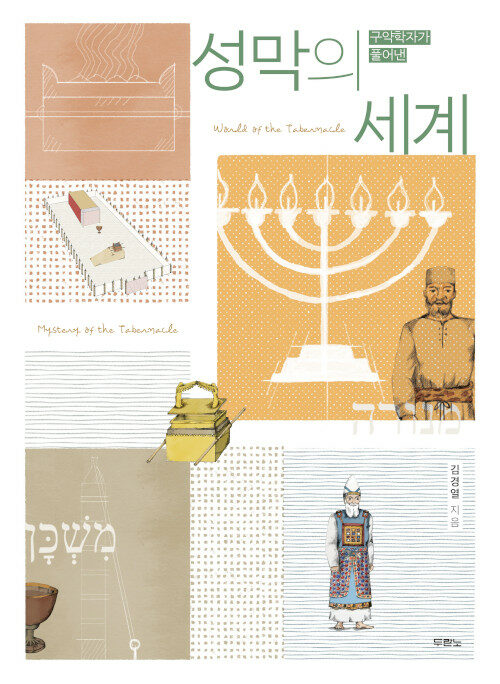 성막의
구약학자가
풀어낸
World of the Tabernacle
세계
Mystery of the Tabernacle
מנורה
מִשְׁכָּן
김경열 지음
두란노